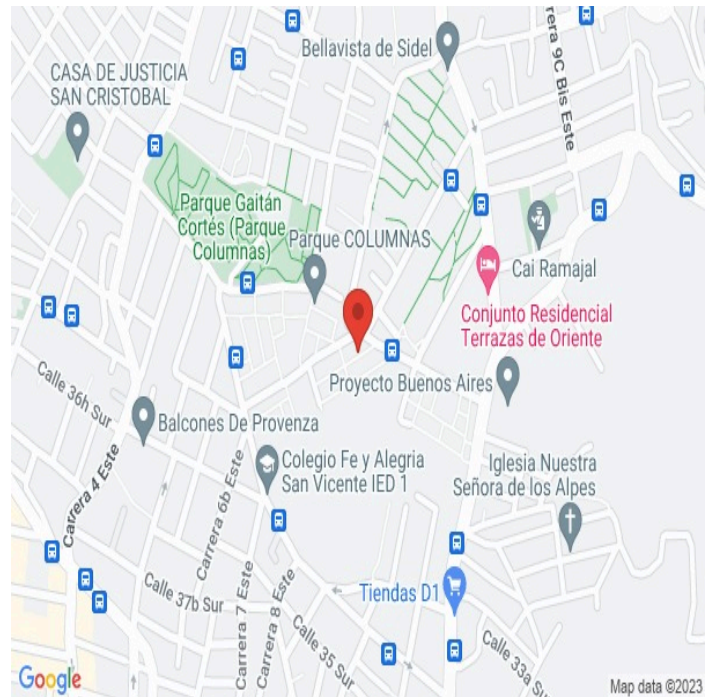 Bellavista de Sidel
Carrera 9C Bis Este
CASA DE JUSTICIA
SAN CRISTOBAL
Parque Gaitán
Cortés (Parque
Columnas)
Parque COLUMNAS
Cai Ramajal
Conjunto Residencial
Terrazas de Oriente
Proyecto Buenos Aires
Calle 36h Sur
Balcones De Provenza
Carrera 4 Este
Carrera 6b Este
Colegio Fe y Alegria
San Vicente IED 1
Iglesia Nuestra
Señora de los Alpes
Calle 37b Sur
Carrera 7 Este
Carrera 8 Este
Calle 35 Sur
Tiendas D1
Calle 33a Sur
Google
Map data ©2023